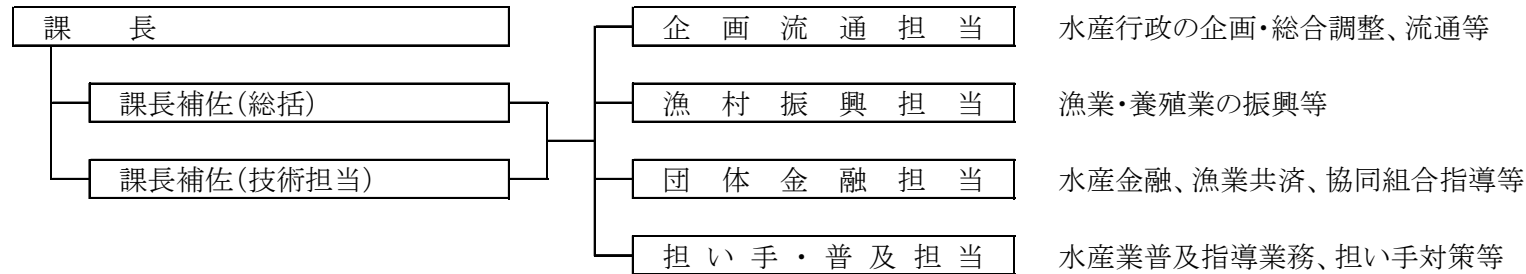 課長
企画流通担当 水産行政の企画・総合調整、流通等
課長補佐(総括) 漁村振興担当 漁業・養殖業の振興等
課長補佐(技術担当) 団体金融担当 水産金融、漁業共済、協同組合指導等
担い手・普及担当 水産業普及指導業務、担い手対策等